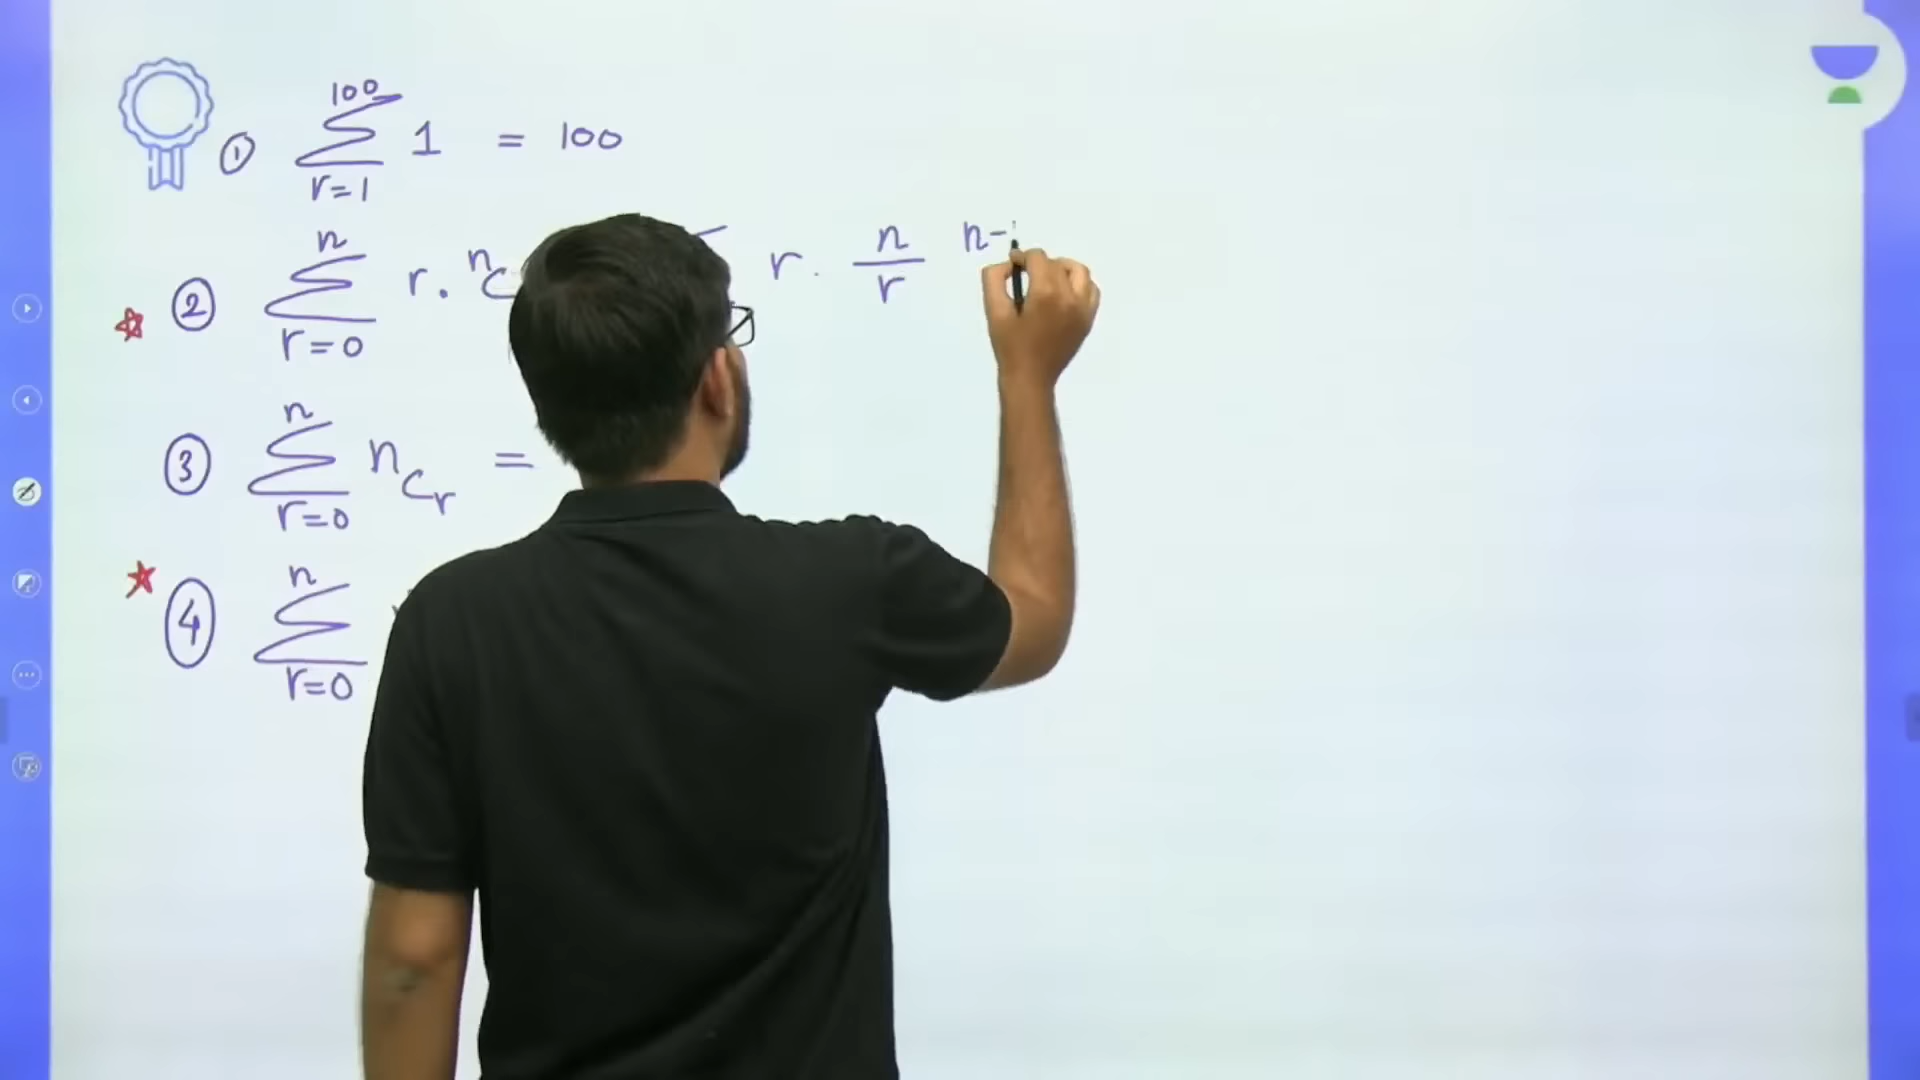 ① 100 Σ r=1 1 = 100
② n Σ r=0 r. nC r. n/r n-
③ n Σ r=0 nCr =
④ n Σ r=0